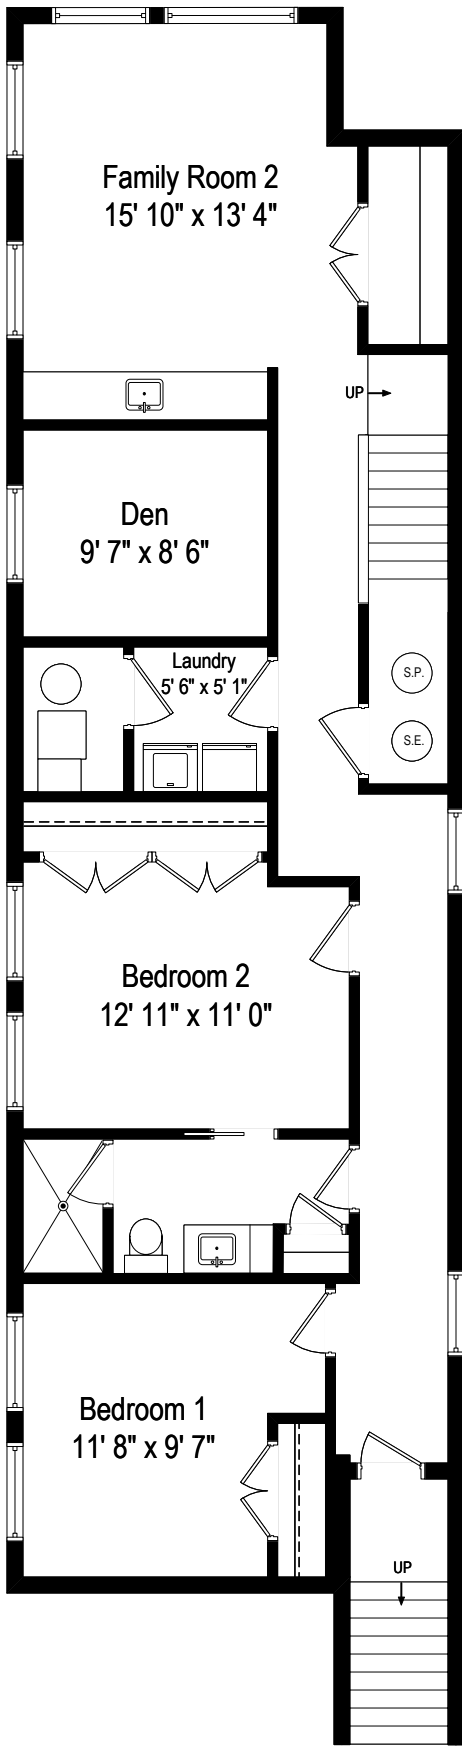 Family Room 2
15' 10" x 13' 4"
UP
Den
9' 7" x 8' 6"
Laundry
5' 6" x 5' 1"
S.P.
S.E.
Bedroom 2
12' 11" x 11' 0"
Bedroom 1
11' 8" x 9' 7"
UP